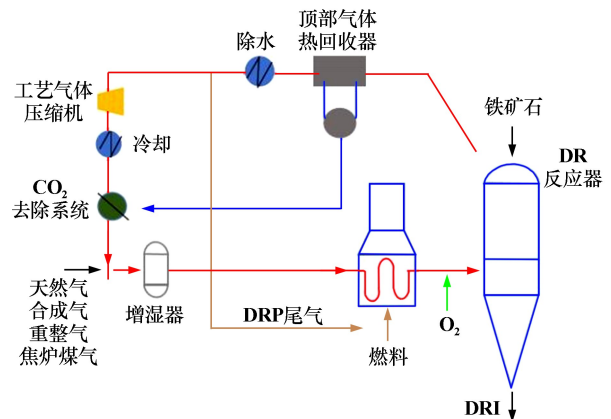 顶部气体
热回收器
除水
工艺气体
压缩机
铁矿石
冷却
DR
反应器
CO₂
去除系统
天然气
合成气
重整气
焦炉煤气
增湿器
DRP尾气
燃料
O₂
DRI